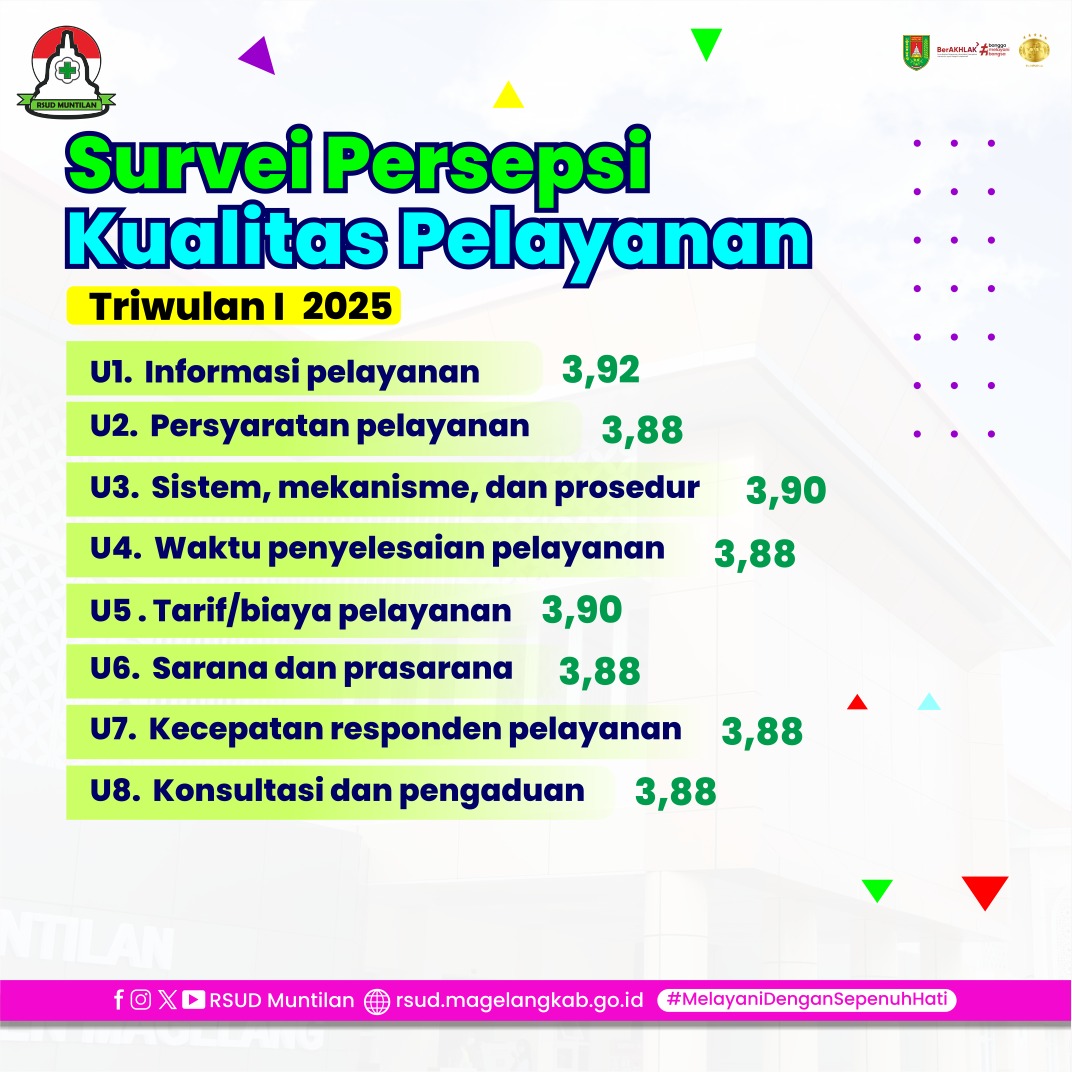 RSUD MUNTILAN
BerAKHLAK
#bangga melayani bangsa
Survei Persepsi
Kualitas Pelayanan
Triwulan I 2025
U1. Informasi pelayanan 3,92
U2. Persyaratan pelayanan 3,88
U3. Sistem, mekanisme, dan prosedur 3,90
U4. Waktu penyelesaian pelayanan 3,88
U5 . Tarif/biaya pelayanan 3,90
U6. Sarana dan prasarana 3,88
U7. Kecepatan responden pelayanan 3,88
U8. Konsultasi dan pengaduan 3,88
NTILAN
RSUD Muntilan rsud.magelangkab.go.id #MelayaniDenganSepenuhHati
EN MAGELANG